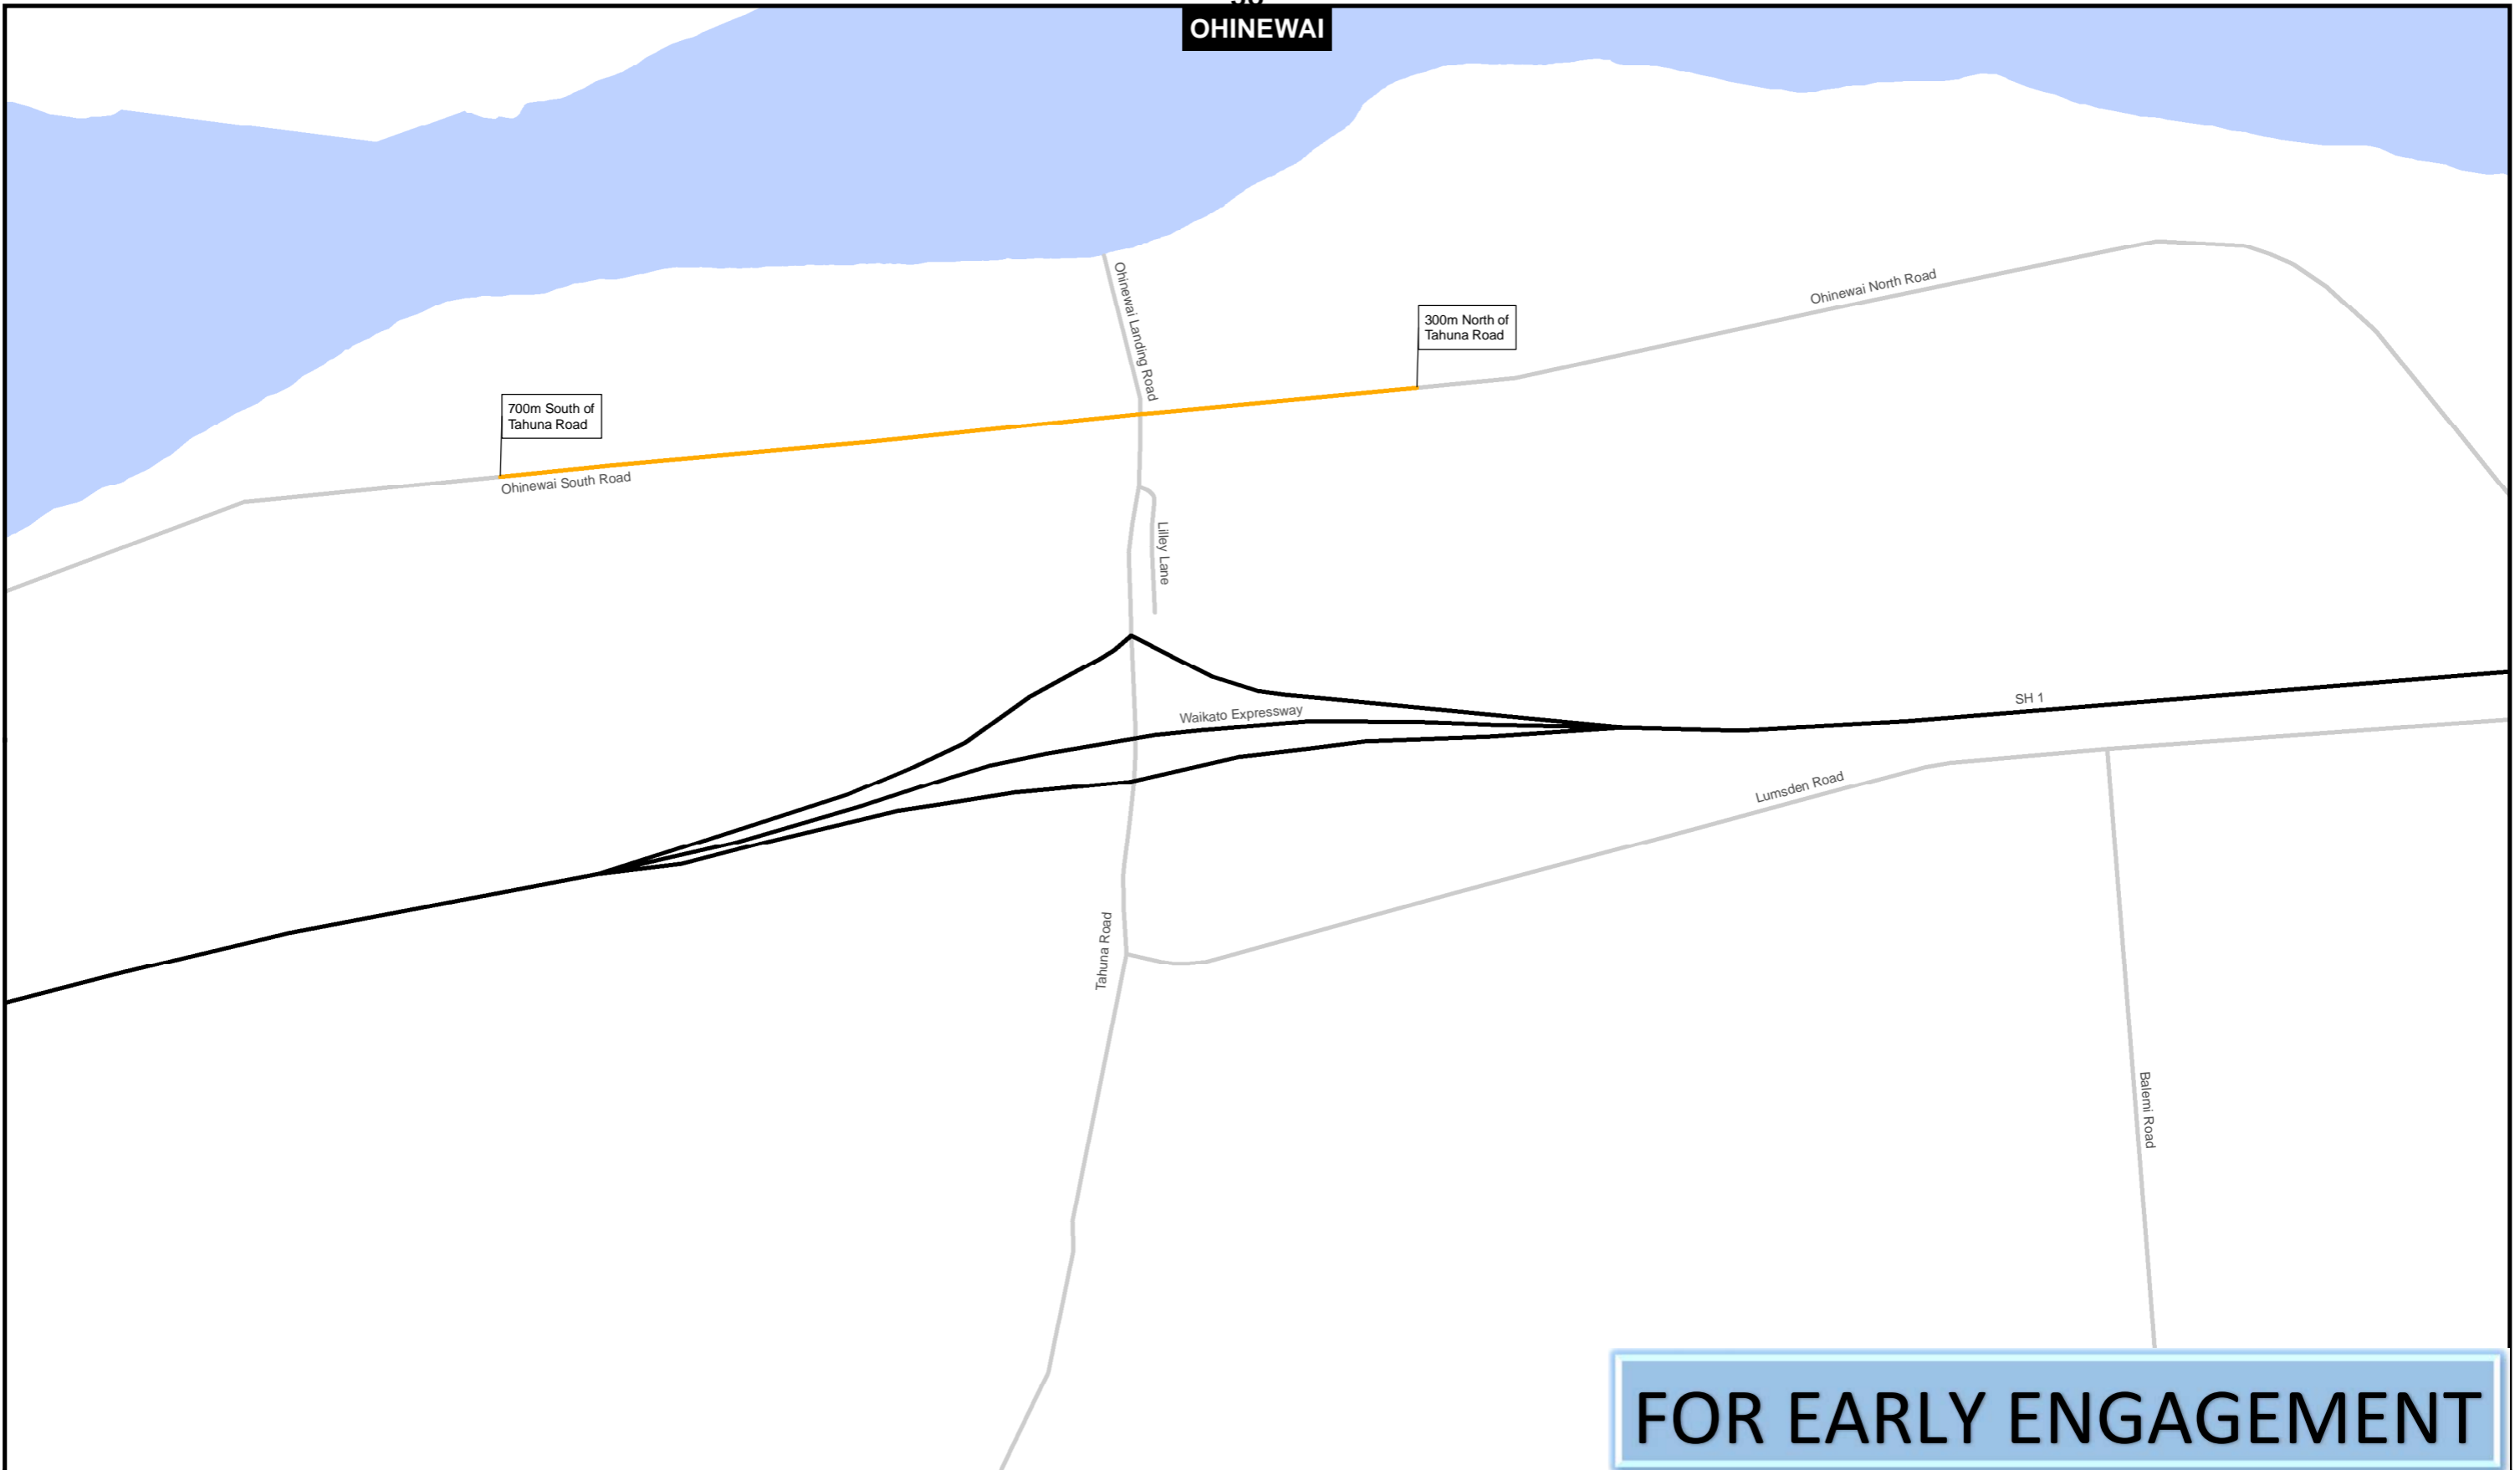 OHINEWAI
Ohinewai Landing Road
Ohinewai North Road
300m North of
Tahuna Road
700m South of
Tahuna Road
Ohinewai South Road
Lilley Lane
SH 1
Waikato Expressway
Lumsden Road
Tahuna Road
Balemi Road
FOR EARLY ENGAGEMENT